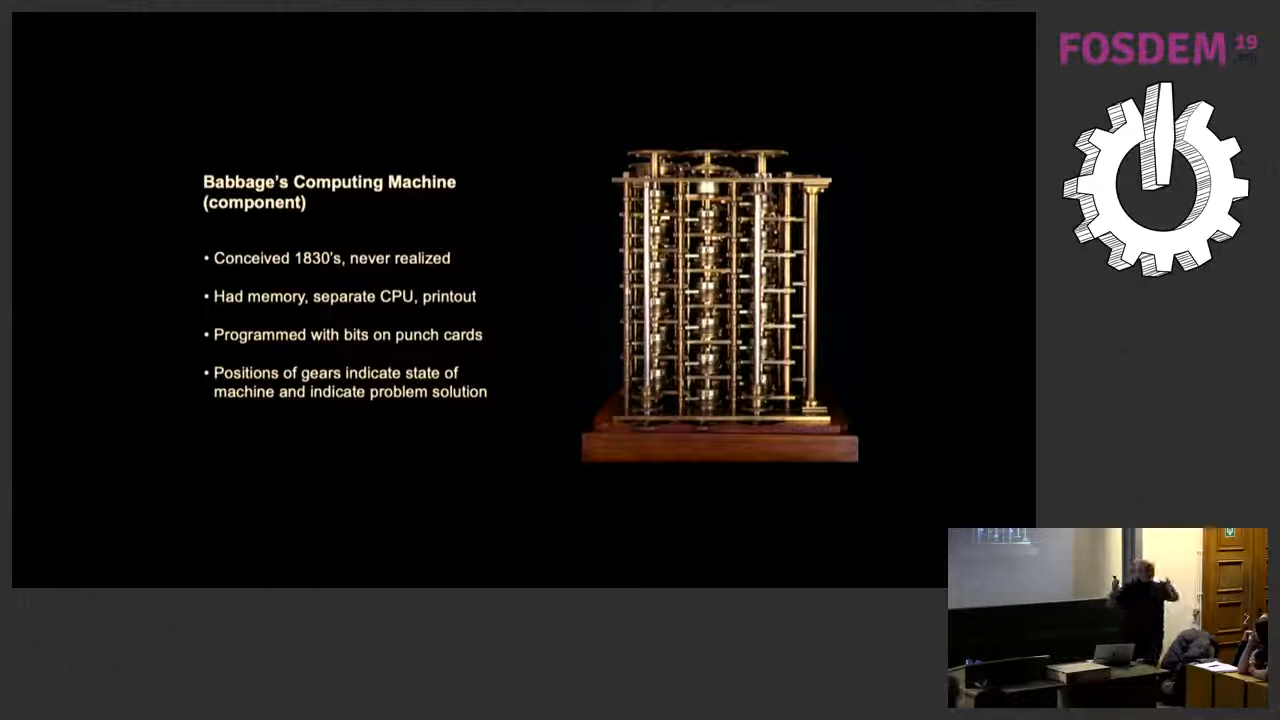 FOSDEM 19
Babbage's Computing Machine
(component)
• Conceived 1830's, never realized
• Had memory, separate CPU, printout
• Programmed with bits on punch cards
• Positions of gears indicate state of
machine and indicate problem solution